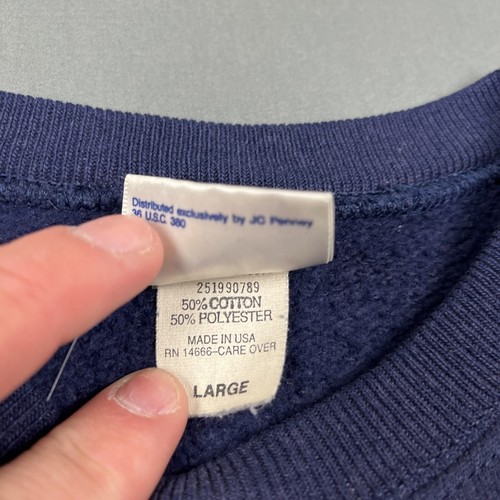 Distributed exclusively by JC Penney
36 U.S.C. 380
251990789
50% COTTON
50% POLYESTER
MADE IN USA
RN 14666-CARE OVER
LARGE